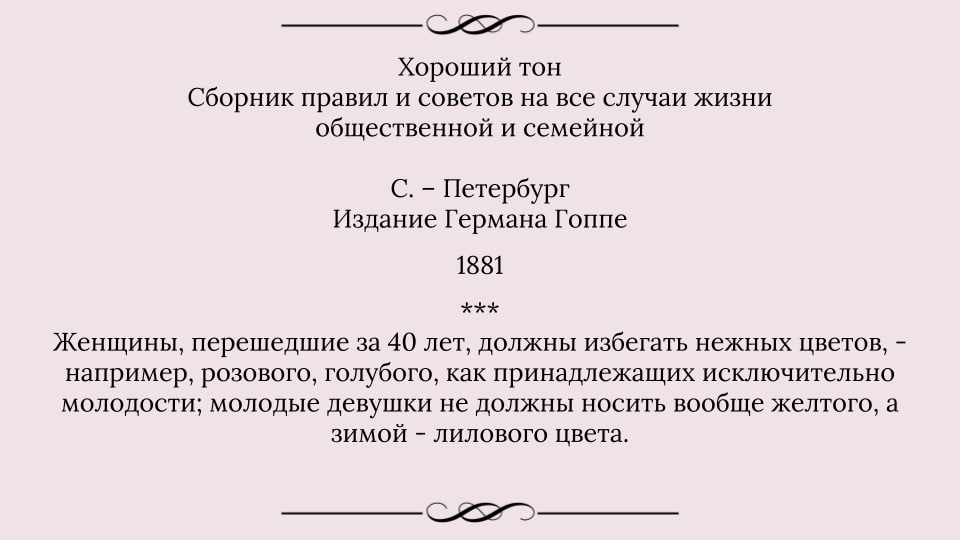 Хороший тон
Сборник правил и советов на все случаи жизни
общественной и семейной
С. – Петербург
Издание Германа Гоппе
1881
***
Женщины, перешедшие за 40 лет, должны избегать нежных цветов, -
например, розового, голубого, как принадлежащих исключительно
молодости; молодые девушки не должны носить вообще желтого, а
зимой - лилового цвета.